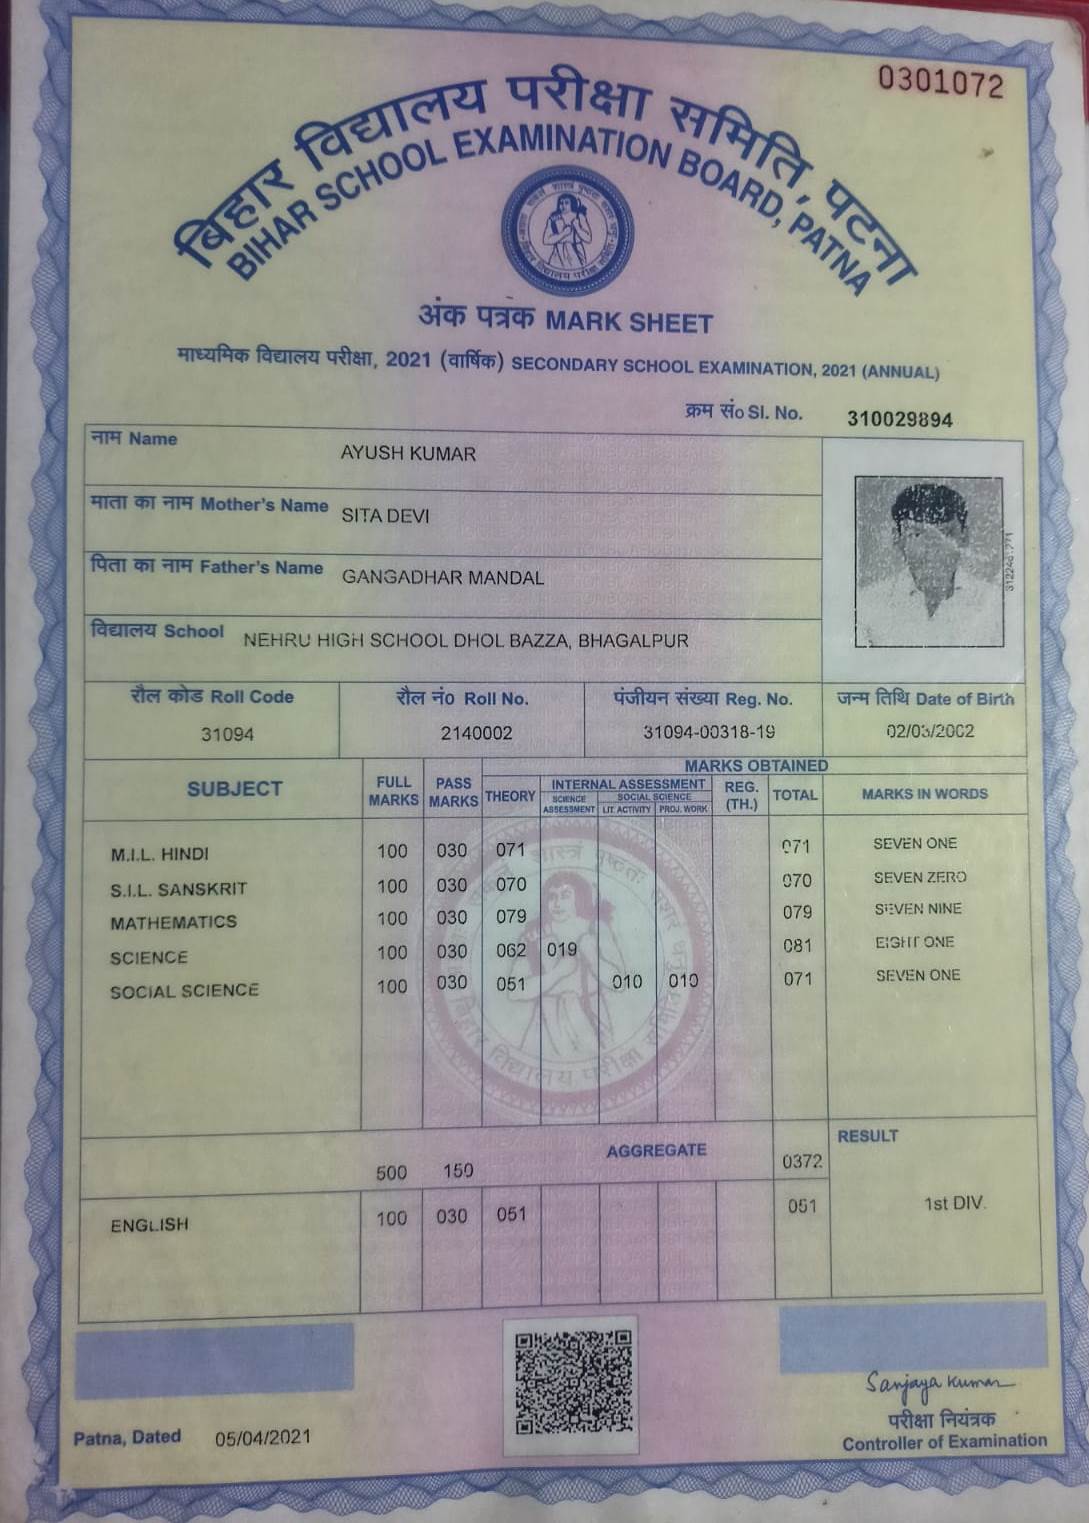 0301072
बिहार विद्यालय परीक्षा समिति, पटना
BIHAR SCHOOL EXAMINATION BOARD, PATNA
अंक पत्रक MARK SHEET
माध्यमिक विद्यालय परीक्षा, 2021 (वार्षिक) SECONDARY SCHOOL EXAMINATION, 2021 (ANNUAL)
क्रम सं० Sl. No. 310029894
नाम Name AYUSH KUMAR
माता का नाम Mother's Name SITA DEVI
पिता का नाम Father's Name GANGADHAR MANDAL
विद्यालय School NEHRU HIGH SCHOOL DHOL BAZZA, BHAGALPUR
रौल कोड Roll Code रौल नं० Roll No. पंजीयन संख्या Reg. No. जन्म तिथि Date of Birth
31094 2140002 31094-00318-19 02/03/2002
MARKS OBTAINED
SUBJECT FULL MARKS PASS MARKS THEORY INTERNAL ASSESSMENT REG. (TH.) TOTAL MARKS IN WORDS
SCIENCE ASSESSMENT SOCIAL SCIENCE LIT. ACTIVITY PROJ. WORK
M.I.L. HINDI 100 030 071 071 SEVEN ONE
S.I.L. SANSKRIT 100 030 070 070 SEVEN ZERO
MATHEMATICS 100 030 079 079 SEVEN NINE
SCIENCE 100 030 062 019 081 EIGHT ONE
SOCIAL SCIENCE 100 030 051 010 010 071 SEVEN ONE
बिहार विद्यालय परीक्षा समिति
AGGREGATE RESULT
500 150 0372
ENGLISH 100 030 051 051 1st DIV.
Sanjaya Kumar
परीक्षा नियंत्रक
Patna, Dated 05/04/2021 Controller of Examination